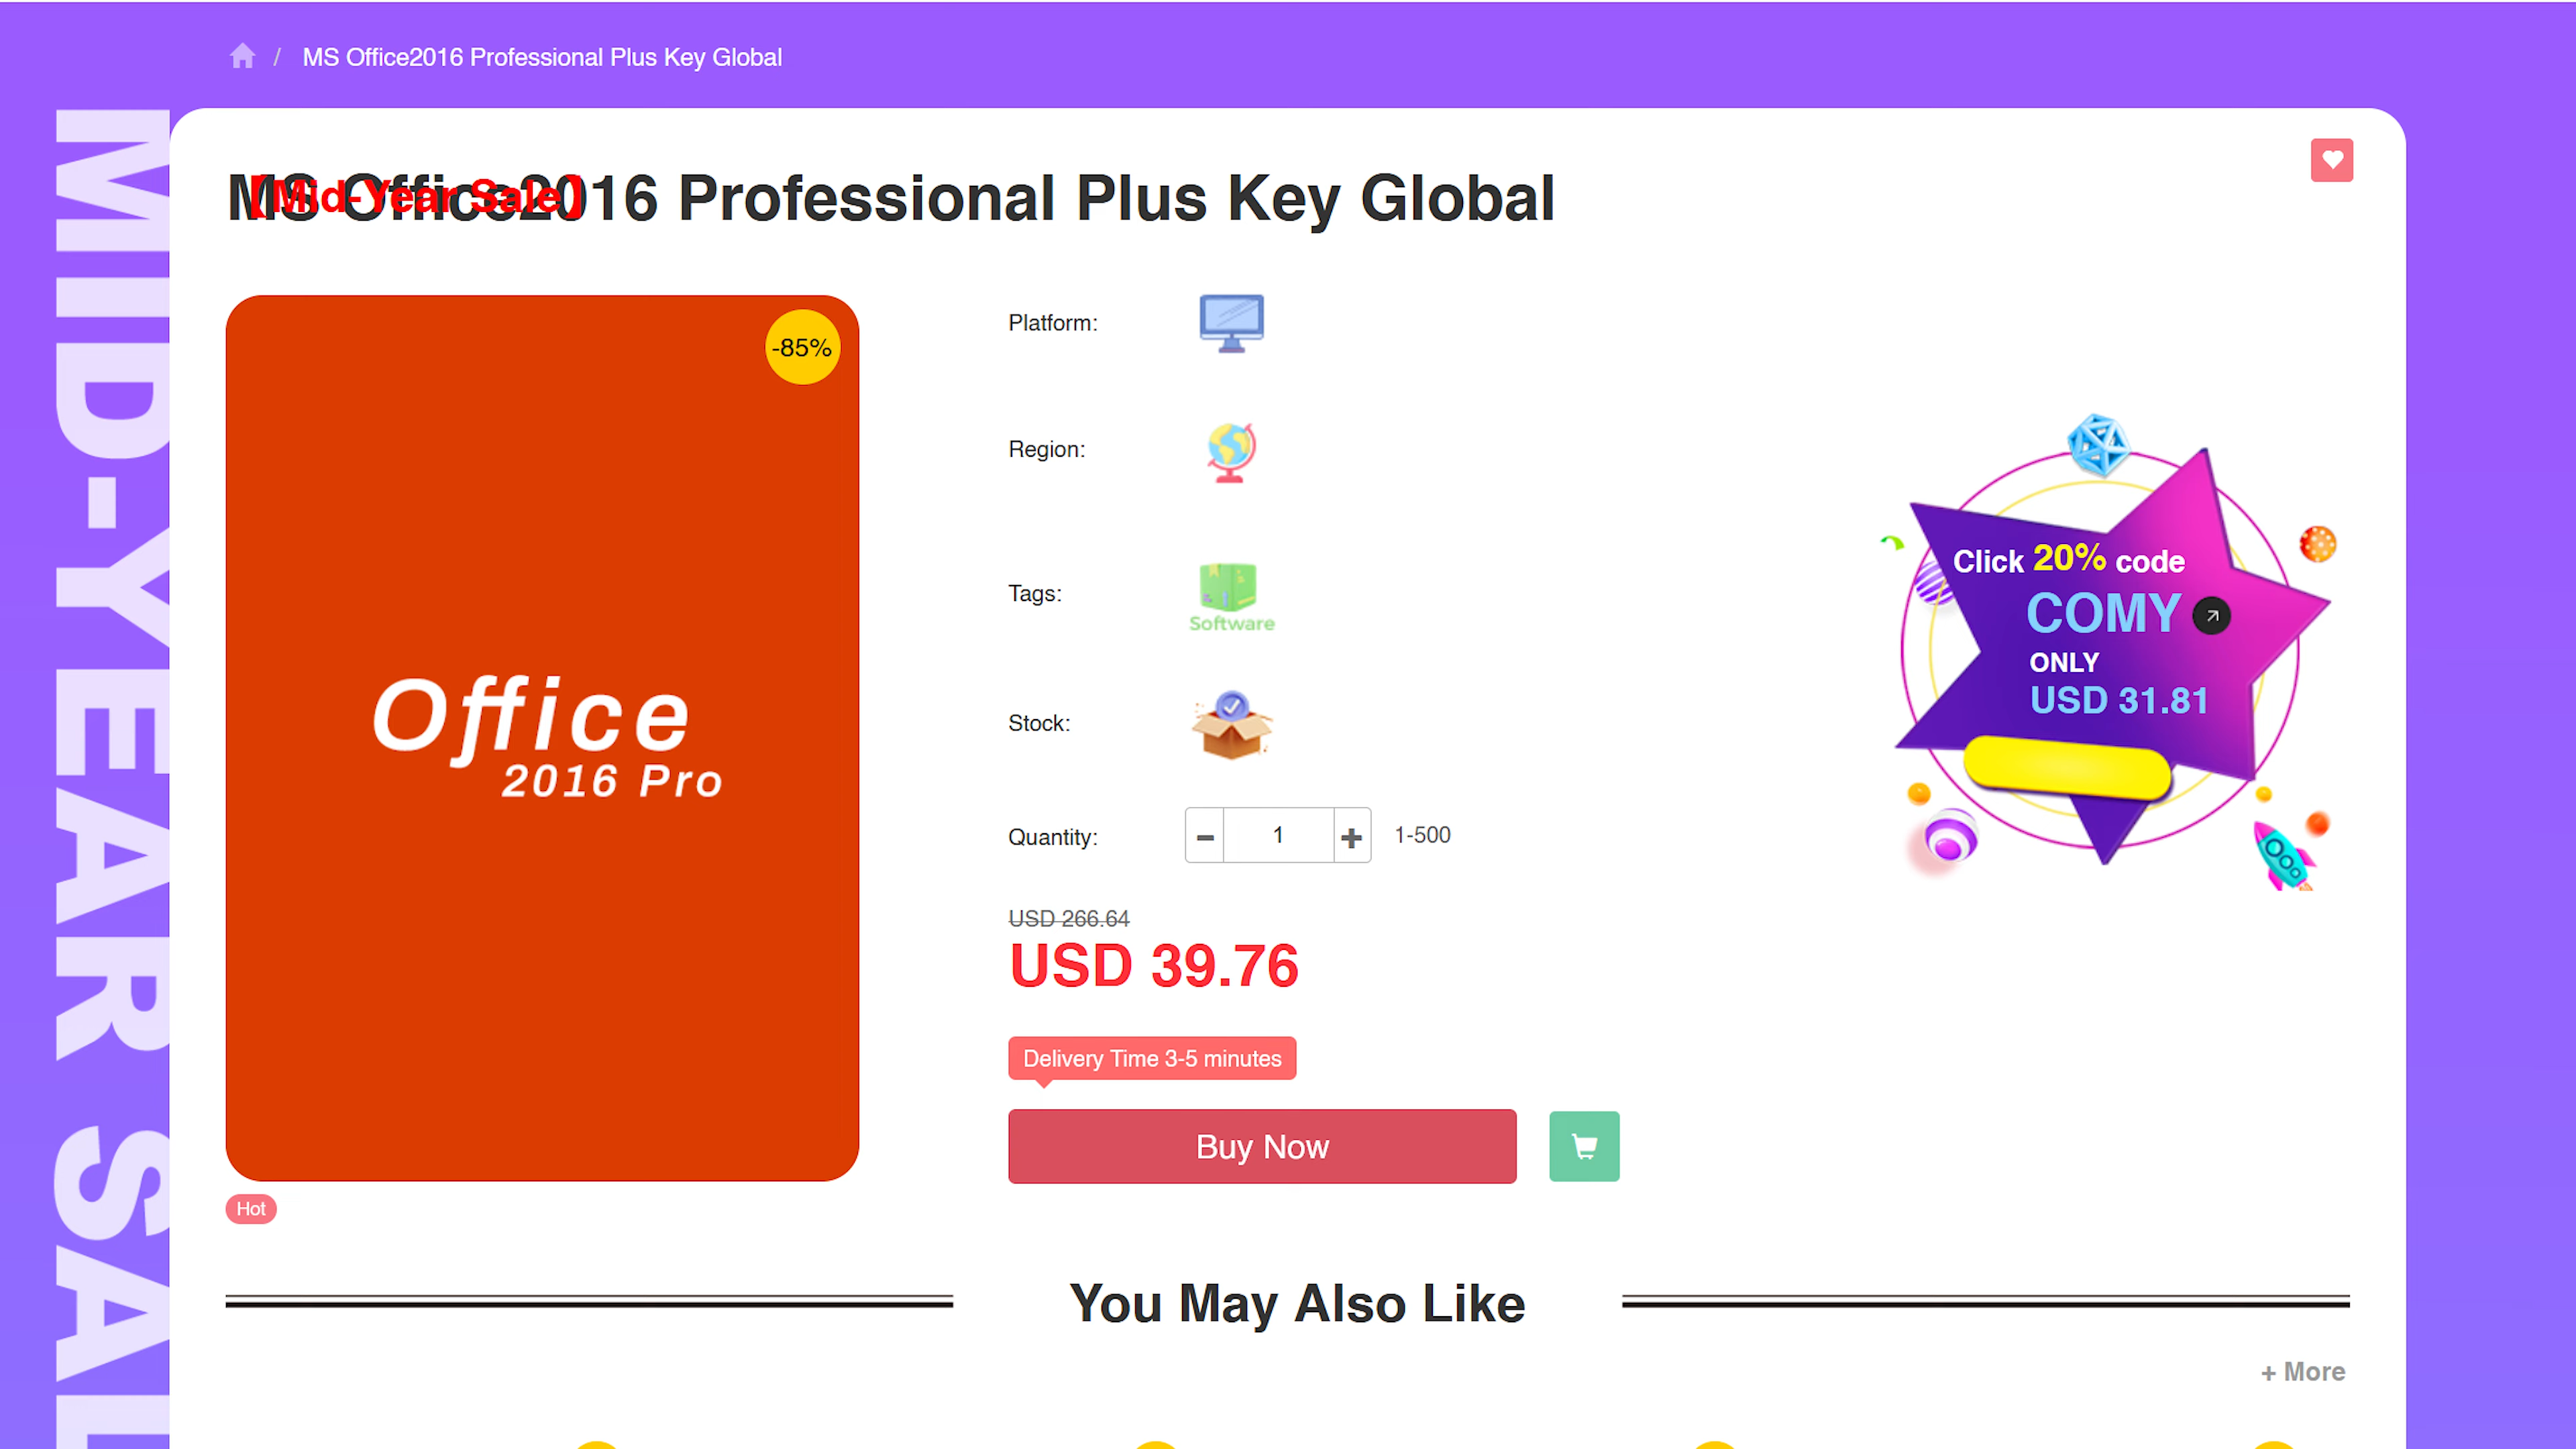 MS Office2016 Professional Plus Key Global
MID-YEAR SAL
MS Office2016 Professional Plus Key Global
【Mid-Year Sale】
-85%
Office
2016 Pro
Hot
Platform:
Region:
Tags:
Software
Stock:
Quantity:
1
1-500
USD 266.64
USD 39.76
Delivery Time 3-5 minutes
Buy Now
Click 20% code
COMY
ONLY
USD 31.81
You May Also Like
+ More